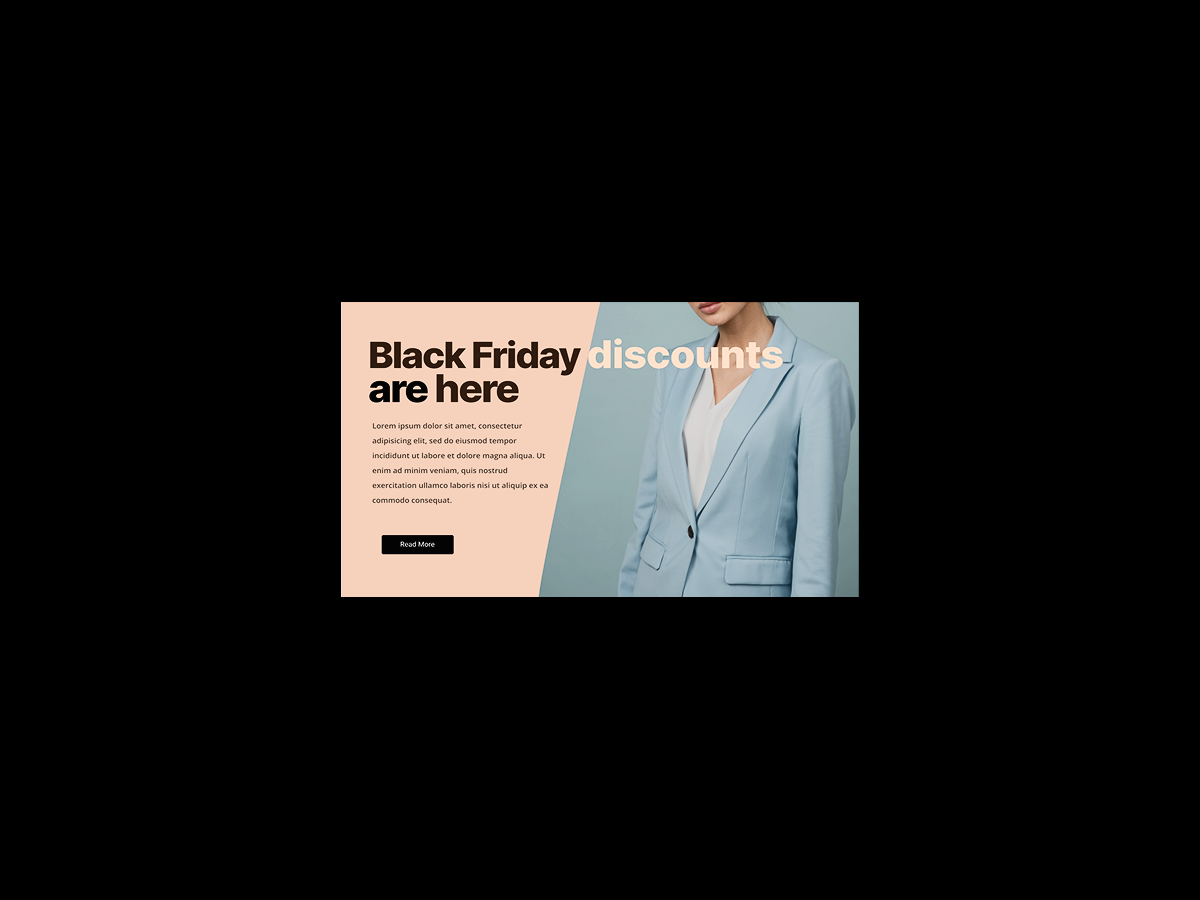 Black Friday discounts
are here
Lorem ipsum dolor sit amet, consectetur
adipisicing elit, sed do eiusmod tempor
incididunt ut labore et dolore magna aliqua. Ut
enim ad minim veniam, quis nostrud
exercitation ullamco laboris nisi ut aliquip ex ea
commodo consequat.
Read More